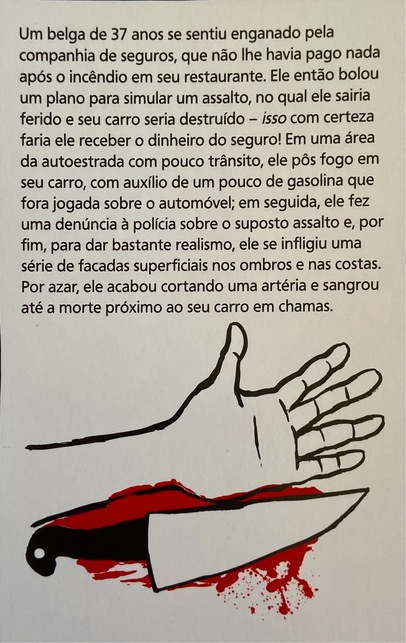 Um belga de 37 anos se sentiu enganado pela
companhia de seguros, que não lhe havia pago nada
após o incêndio em seu restaurante. Ele então bolou
um plano para simular um assalto, no qual ele sairia
ferido e seu carro seria destruído – isso com certeza
faria ele receber o dinheiro do seguro! Em uma área
da autoestrada com pouco trânsito, ele pôs fogo em
seu carro, com auxílio de um pouco de gasolina que
fora jogada sobre o automóvel; em seguida, ele fez
uma denúncia à polícia sobre o suposto assalto e, por
fim, para dar bastante realismo, ele se infligiu uma
série de facadas superficiais nos ombros e nas costas.
Por azar, ele acabou cortando uma artéria e sangrou
até a morte próximo ao seu carro em chamas.